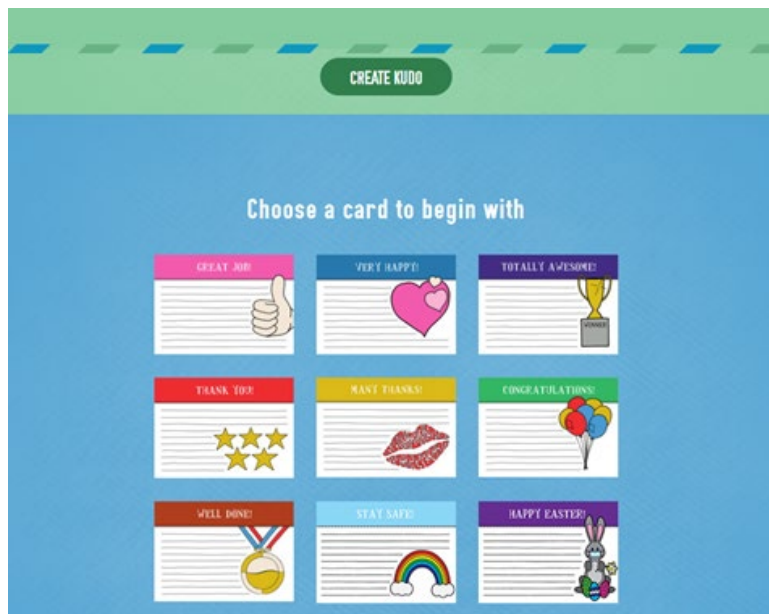 CREATE KUDO
Choose a card to begin with
GREAT JOB!
VERY HAPPY!
TOTALLY AWESOME!
WINNER
THANK YOU!
MANY THANKS!
CONGRATULATIONS!
WELL DONE!
STAY SAFE!
HAPPY EASTER!